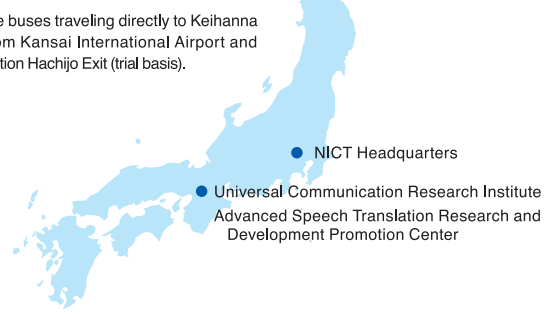 e buses traveling directly to Keihanna
om Kansai International Airport and
tion Hachijo Exit (trial basis).
NICT Headquarters
Universal Communication Research Institute
Advanced Speech Translation Research and
Development Promotion Center